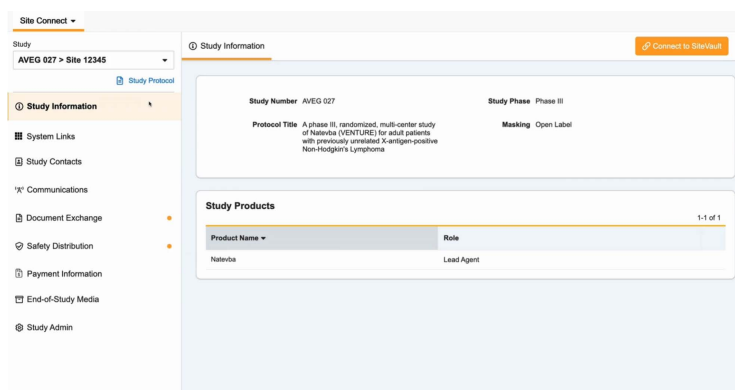 Site Connect
Study
AVEG 027 > Site 12345
Study Protocol
Study Information
System Links
Study Contacts
Communications
Document Exchange
Safety Distribution
Payment Information
End-of-Study Media
Study Admin
Study Information
Connect to SiteVault
Study Number AVEG 027
Study Phase Phase III
Protocol Title A phase III, randomized, multi-center study
of Natevba (VENTURE) for adult patients
with previously unrelated X-antigen-positive
Non-Hodgkin's Lymphoma
Masking Open Label
Study Products
1-1 of 1
Product Name Role
Natevba Lead Agent